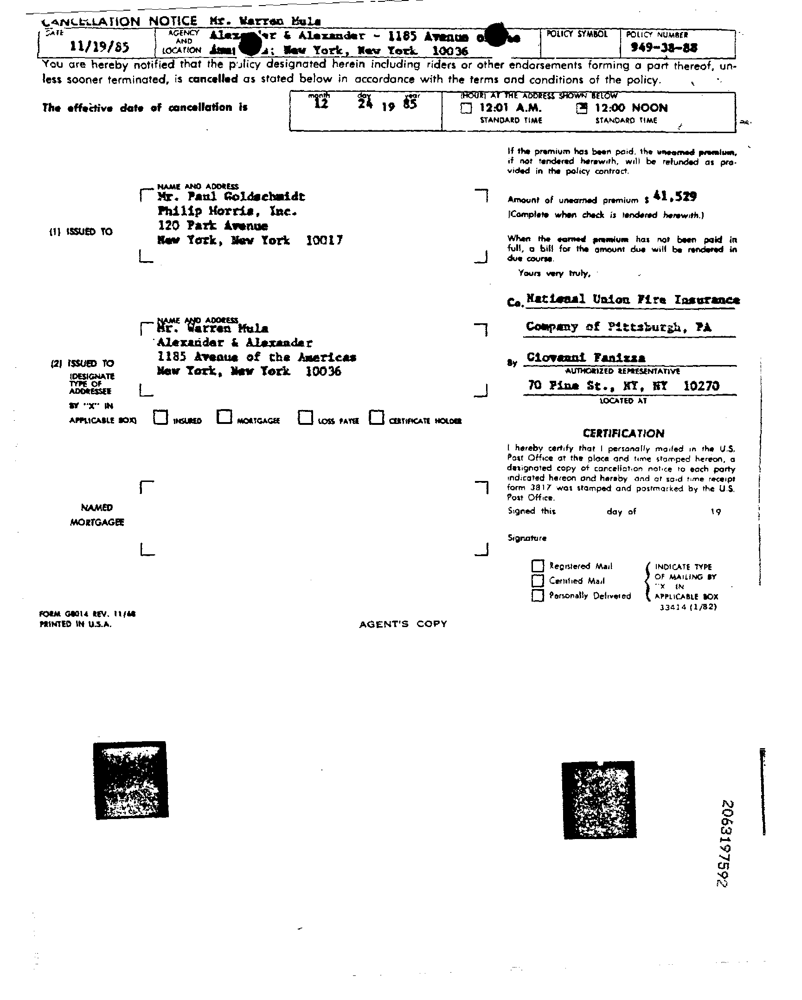 CANCELLATION NOTICE Mr. Warren Mula
DATE 11/19/85
AGENCY AND LOCATION
& Alexander - 1185 Avenue
New York, New York 10036
POLICY SYMBOL
POLICY NUMBER 949-38-88
You are hereby notified that the policy designated herein including riders or other endorsements forming a part thereof, un-
less sooner terminated, is cancelled as stated below in accordance with the terms and conditions of the policy.
The effective date of cancellation is
month day year
12 24 19 85
(HOUR) AT THE ADDRESS SHOWN BELOW
12:01 A.M. 12:00 NOON
STANDARD TIME STANDARD TIME
If the premium has been paid, the unearned premium,
if not tendered herewith, will be refunded as pro-
vided in the policy contract.
Amount of unearned premium $ 41,529
(Complete when check is tendered herewith.)
When the earned premium has not been paid in
full, a bill for the amount due will be rendered in
due course.
Yours very truly,
(1) ISSUED TO
NAME AND ADDRESS
Mr. Paul Goldschmidt
Philip Morris, Inc.
120 Park Avenue
New York, New York 10017
Co. National Union Fire Insurance
Company of Pittsburgh, PA
By Giovanni Fanizza
AUTHORIZED REPRESENTATIVE
70 Pine St., NY, NY 10270
LOCATED AT
(2) ISSUED TO
(DESIGNATE
TYPE OF
ADDRESSEE
BY "X" IN
APPLICABLE BOX)
NAME AND ADDRESS
Mr. Warren Mula
Alexander & Alexander
1185 Avenue of the Americas
New York, New York 10036
INSURED MORTGAGEE LOSS PAYEE CERTIFICATE HOLDER
CERTIFICATION
I hereby certify that I personally mailed in the U.S.
Post Office at the place and time stamped hereon, a
designated copy of cancellation notice to each party
indicated hereon and hereby and at said time receipt
form 3817 was stamped and postmarked by the U.S.
Post Office.
Signed this day of 19
Signature
NAMED
MORTGAGEE
Registered Mail
Certified Mail
Personally Delivered
INDICATE TYPE
OF MAILING BY
"X" IN
APPLICABLE BOX
33414 (1/82)
FORM G8014 REV. 11/68
PRINTED IN U.S.A.
AGENT'S COPY
2063197592